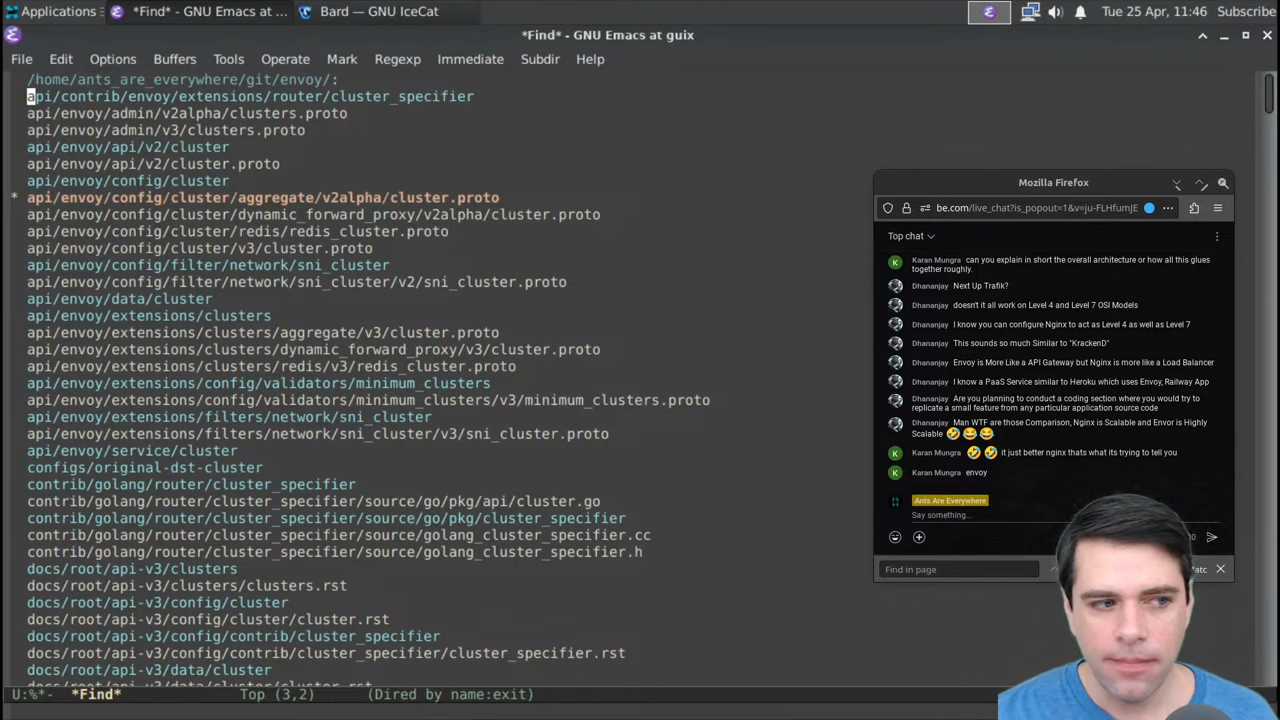 Applications
*Find* - GNU Emacs at ...
Bard — GNU IceCat
Tue 25 Apr, 11:46
Subscribe
*Find* - GNU Emacs at guix
File Edit Options Buffers Tools Operate Mark Regexp Immediate Subdir Help
/home/ants_are_everywhere/git/envoy/:
api/contrib/envoy/extensions/router/cluster_specifier
api/envoy/admin/v2alpha/clusters.proto
api/envoy/admin/v3/clusters.proto
api/envoy/api/v2/cluster
api/envoy/api/v2/cluster.proto
api/envoy/config/cluster
* api/envoy/config/cluster/aggregate/v2alpha/cluster.proto
api/envoy/config/cluster/dynamic_forward_proxy/v2alpha/cluster.proto
api/envoy/config/cluster/redis/redis_cluster.proto
api/envoy/config/cluster/v3/cluster.proto
api/envoy/config/filter/network/sni_cluster
api/envoy/config/filter/network/sni_cluster/v2/sni_cluster.proto
api/envoy/data/cluster
api/envoy/extensions/clusters
api/envoy/extensions/clusters/aggregate/v3/cluster.proto
api/envoy/extensions/clusters/dynamic_forward_proxy/v3/cluster.proto
api/envoy/extensions/clusters/redis/v3/redis_cluster.proto
api/envoy/extensions/config/validators/minimum_clusters
api/envoy/extensions/config/validators/minimum_clusters/v3/minimum_clusters.proto
api/envoy/extensions/filters/network/sni_cluster
api/envoy/extensions/filters/network/sni_cluster/v3/sni_cluster.proto
api/envoy/service/cluster
configs/original-dst-cluster
contrib/golang/router/cluster_specifier
contrib/golang/router/cluster_specifier/source/go/pkg/api/cluster.go
contrib/golang/router/cluster_specifier/source/go/pkg/cluster_specifier
contrib/golang/router/cluster_specifier/source/golang_cluster_specifier.cc
contrib/golang/router/cluster_specifier/source/golang_cluster_specifier.h
docs/root/api-v3/clusters
docs/root/api-v3/clusters/clusters.rst
docs/root/api-v3/config/cluster
docs/root/api-v3/config/cluster/cluster.rst
docs/root/api-v3/config/contrib/cluster_specifier
docs/root/api-v3/config/contrib/cluster_specifier/cluster_specifier.rst
docs/root/api-v3/data/cluster
U:%*- *Find* Top (3,2) (Dired by name:exit)
Mozilla Firefox
be.com/live_chat?is_popout=1&v=ju-FLHfumJE
Top chat
K Karan Mungra can you explain in short the overall architecture or how all this glues
together roughly.
Dhananjay Next Up Trafik?
Dhananjay doesn't it all work on Level 4 and Level 7 OSI Models
Dhananjay I know you can configure Nginx to act as Level 4 as well as Level 7
Dhananjay This sounds so much Similar to "KrackenD"
Dhananjay Envoy is More Like a API Gateway but Nginx is more like a Load Balancer
Dhananjay I know a PaaS Service similar to Heroku which uses Envoy, Railway App
Dhananjay Are you planning to conduct a coding section where you would try to
replicate a small feature from any particular application source code
Dhananjay Man WTF are those Comparison, Nginx is Scalable and Envor is Highly
Scalable 🤣 😂 😂
K Karan Mungra 🤣 🤣 it just better nginx thats what its trying to tell you
K Karan Mungra envoy
Ants Are Everywhere
Say something...
Find in page